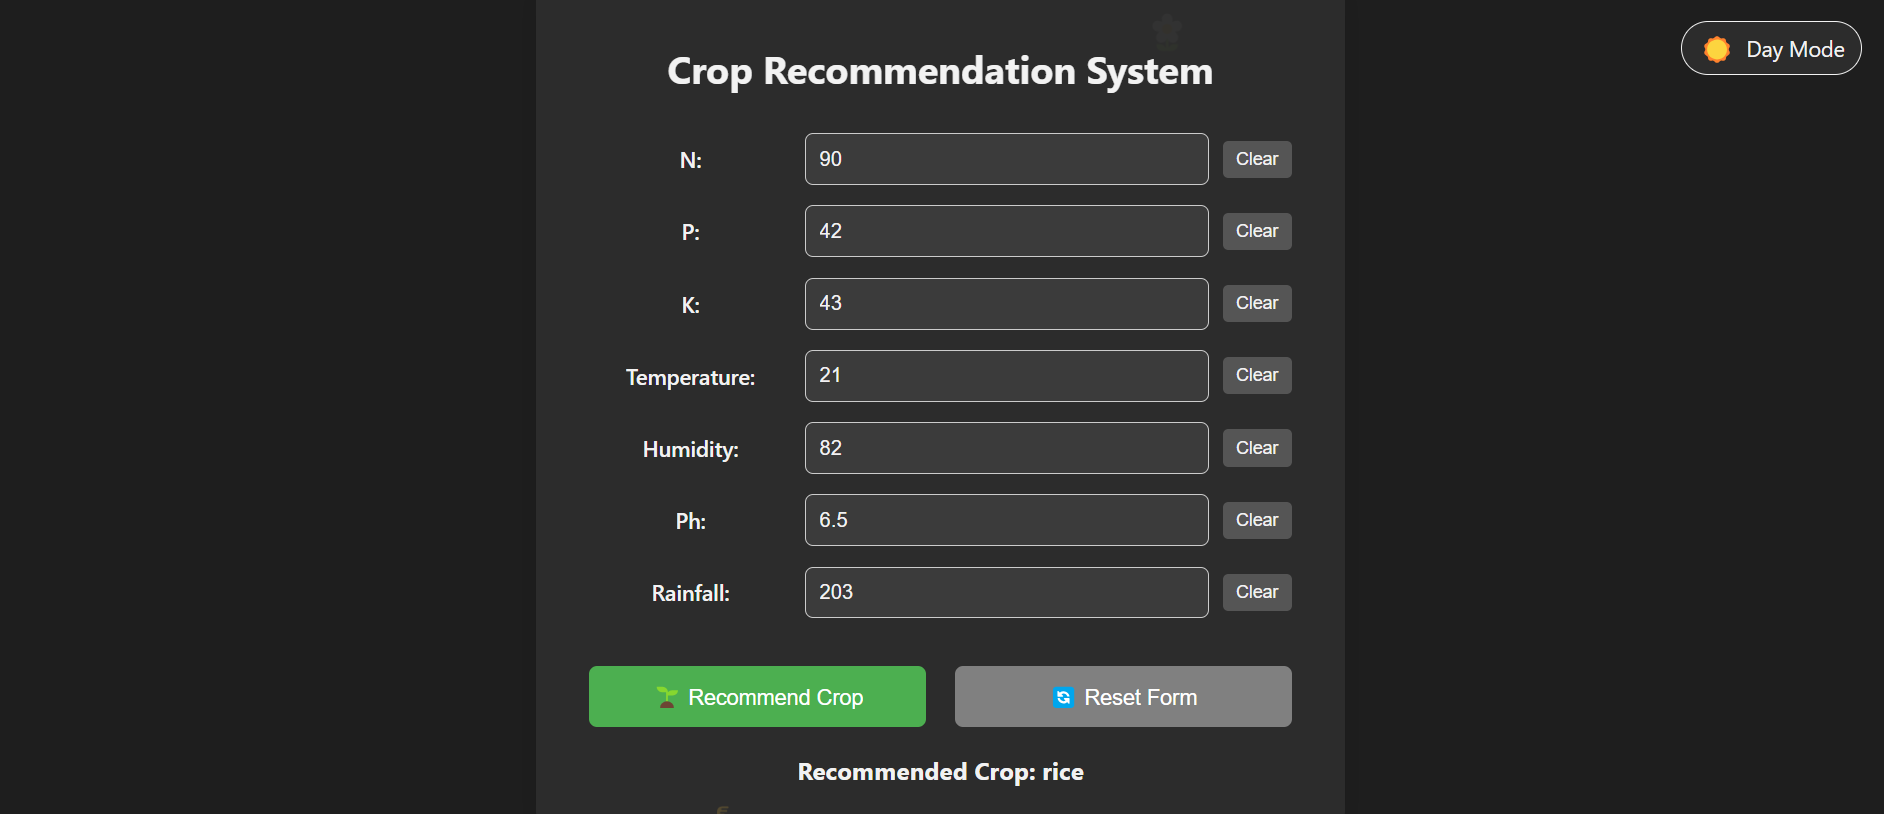 Day Mode
Crop Recommendation System
N: 90 Clear
P: 42 Clear
K: 43 Clear
Temperature: 21 Clear
Humidity: 82 Clear
Ph: 6.5 Clear
Rainfall: 203 Clear
Recommend Crop Reset Form
Recommended Crop: rice